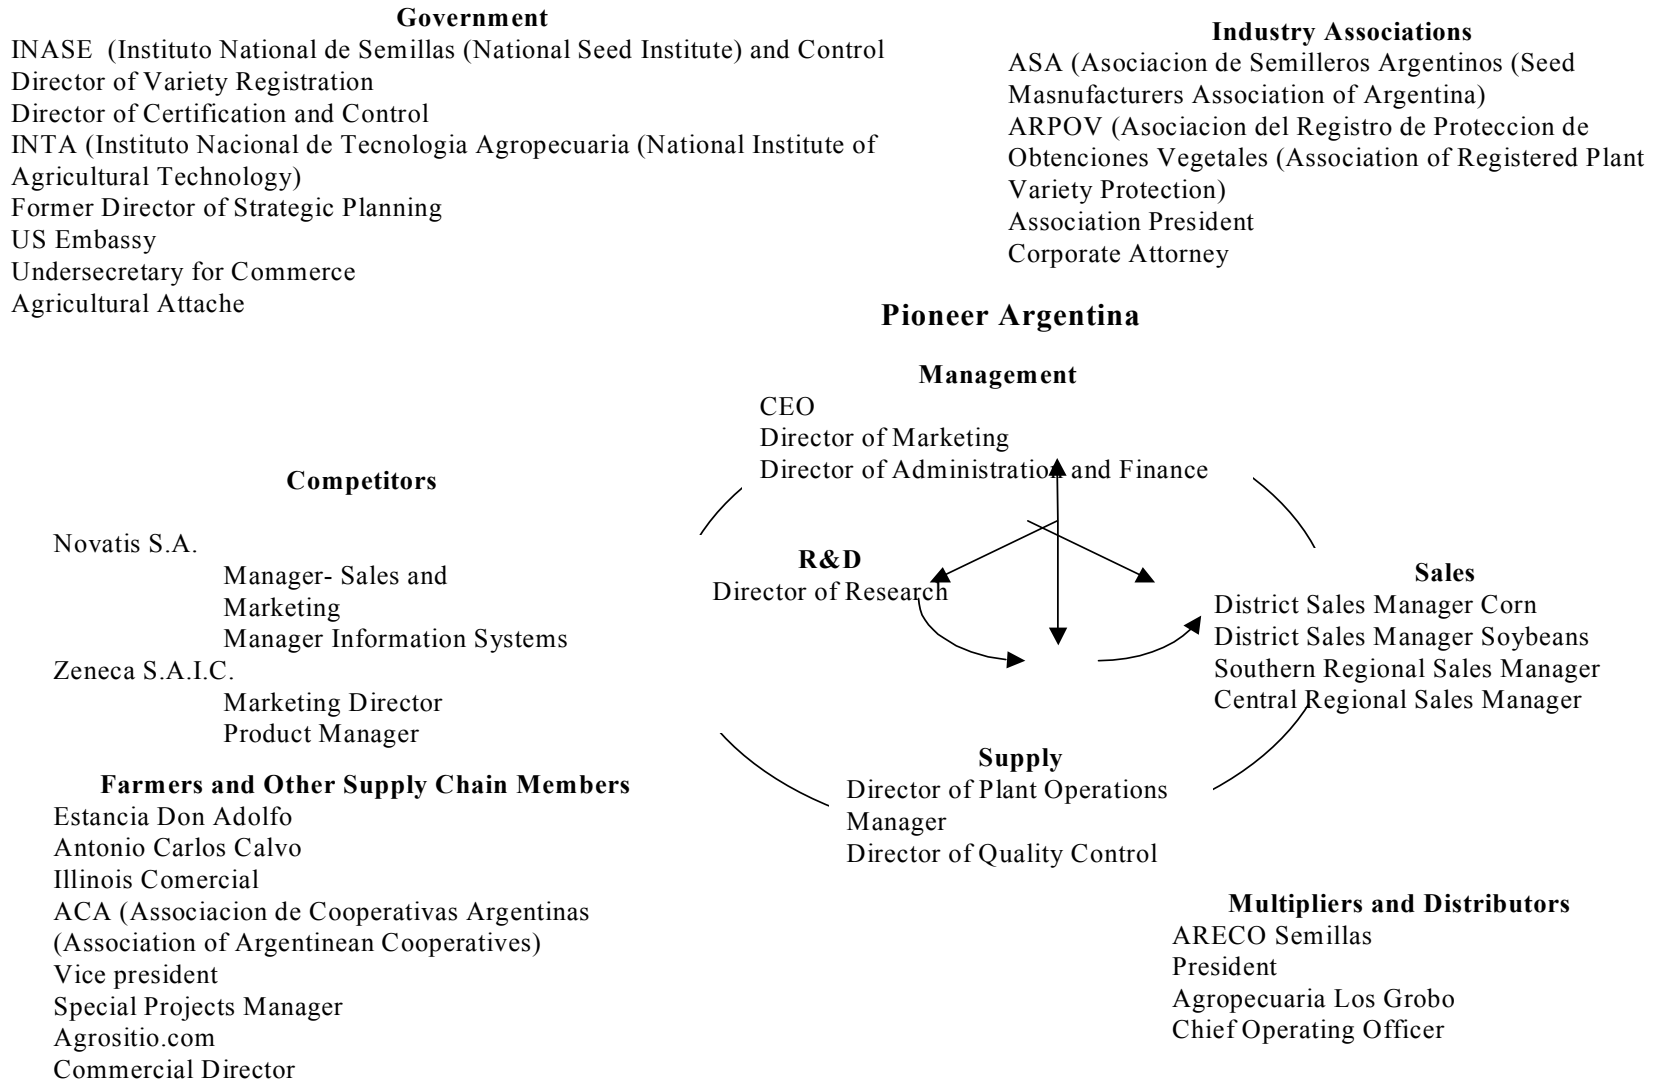 Government
INASE (Instituto National de Semillas (National Seed Institute) and Control
Director of Variety Registration
Director of Certification and Control
INTA (Instituto Nacional de Tecnologia Agropecuaria (National Institute of
Agricultural Technology)
Former Director of Strategic Planning
US Embassy
Undersecretary for Commerce
Agricultural Attache
Industry Associations
ASA (Asociacion de Semilleros Argentinos (Seed
Masnufacturers Association of Argentina)
ARPOV (Asociacion del Registro de Proteccion de
Obtenciones Vegetales (Association of Registered Plant
Variety Protection)
Association President
Corporate Attorney
Pioneer Argentina
Management
CEO
Director of Marketing
Director of Administration and Finance
Competitors
Novatis S.A.
Manager- Sales and
Marketing
Manager Information Systems
Zeneca S.A.I.C.
Marketing Director
Product Manager
R&D
Director of Research
Sales
District Sales Manager Corn
District Sales Manager Soybeans
Southern Regional Sales Manager
Central Regional Sales Manager
Supply
Director of Plant Operations
Manager
Director of Quality Control
Farmers and Other Supply Chain Members
Estancia Don Adolfo
Antonio Carlos Calvo
Illinois Comercial
ACA (Associacion de Cooperativas Argentinas
(Association of Argentinean Cooperatives)
Vice president
Special Projects Manager
Agrositio.com
Commercial Director
Multipliers and Distributors
ARECO Semillas
President
Agropecuaria Los Grobo
Chief Operating Officer